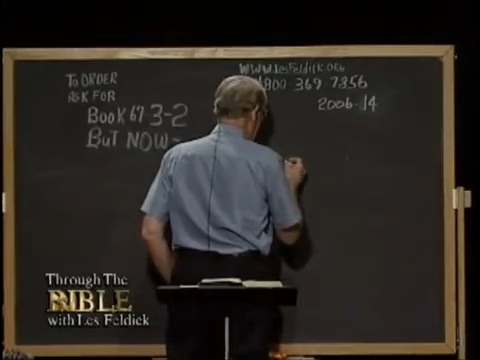 TO ORDER
ASK FOR
BOOK 67 3-2
BUT NOW-
WWW.LESFELDICK.ORG
800-369-7856
2006-14
Through The
BIBLE
with Les Feldick